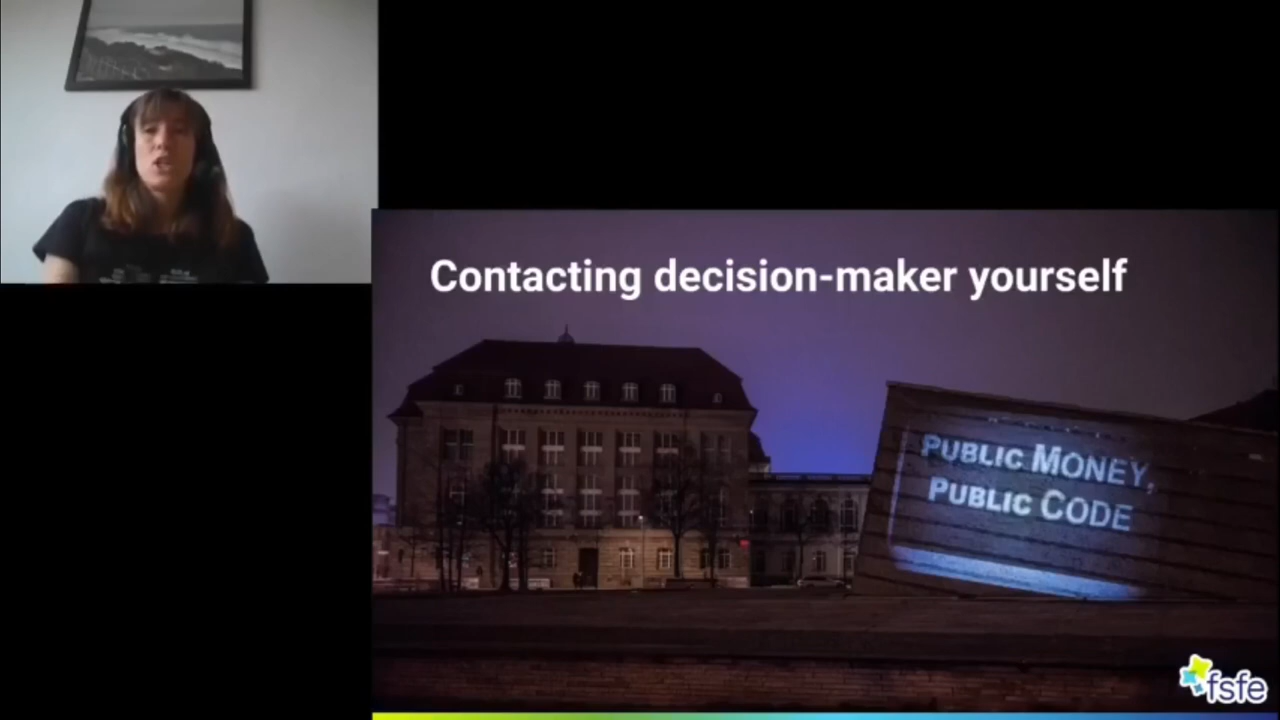 Contacting decision-maker yourself
PUBLIC MONEY,
PUBLIC CODE
fsfe